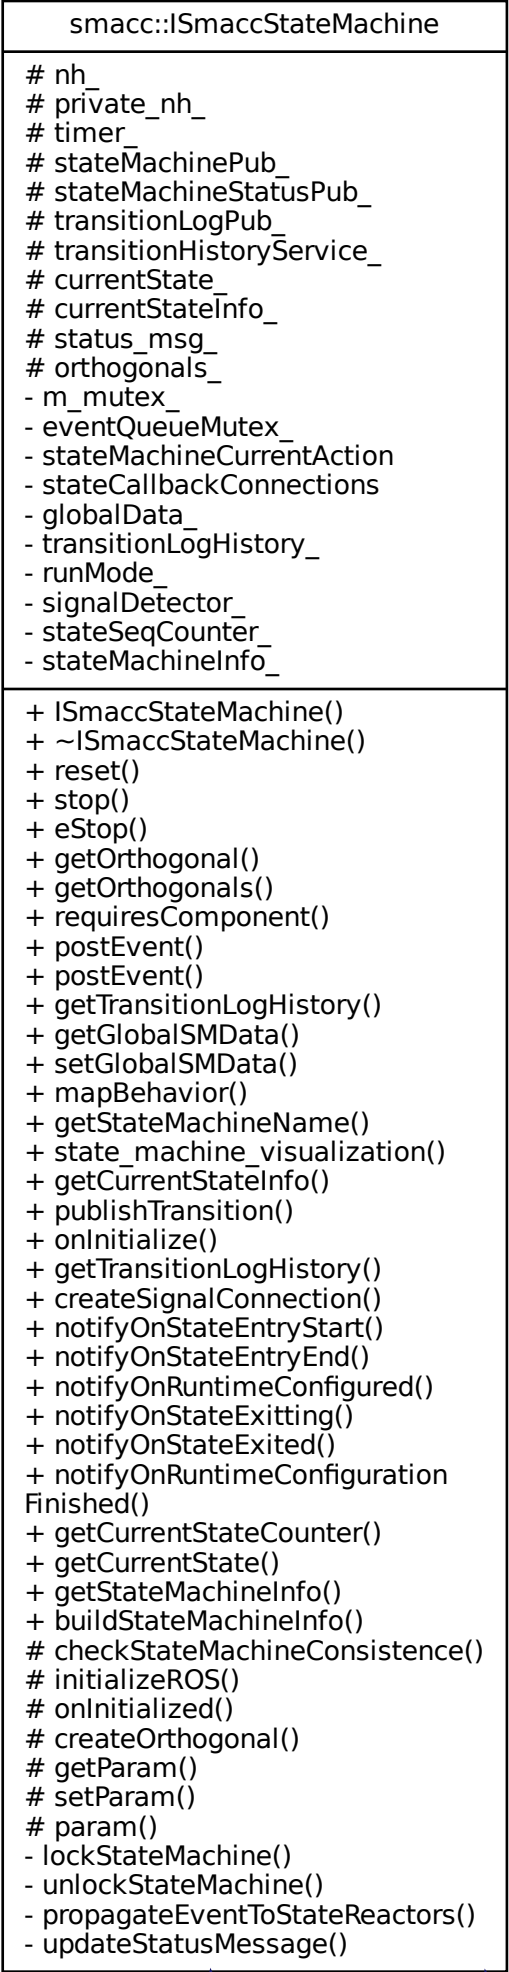 smacc::ISmaccStateMachine
# nh_
# private_nh_
# timer_
# stateMachinePub_
# stateMachineStatusPub_
# transitionLogPub_
# transitionHistoryService_
# currentState_
# currentStateInfo_
# status_msg_
# orthogonals_
- m_mutex_
- eventQueueMutex_
- stateMachineCurrentAction
- stateCallbackConnections
- globalData_
- transitionLogHistory_
- runMode_
- signalDetector_
- stateSeqCounter_
- stateMachineInfo_
+ ISmaccStateMachine()
+ ~ISmaccStateMachine()
+ reset()
+ stop()
+ eStop()
+ getOrthogonal()
+ getOrthogonals()
+ requiresComponent()
+ postEvent()
+ postEvent()
+ getTransitionLogHistory()
+ getGlobalSMData()
+ setGlobalSMData()
+ mapBehavior()
+ getStateMachineName()
+ state_machine_visualization()
+ getCurrentStateInfo()
+ publishTransition()
+ onInitialize()
+ getTransitionLogHistory()
+ createSignalConnection()
+ notifyOnStateEntryStart()
+ notifyOnStateEntryEnd()
+ notifyOnRuntimeConfigured()
+ notifyOnStateExitting()
+ notifyOnStateExited()
+ notifyOnRuntimeConfiguration
Finished()
+ getCurrentStateCounter()
+ getCurrentState()
+ getStateMachineInfo()
+ buildStateMachineInfo()
# checkStateMachineConsistence()
# initializeROS()
# onInitialized()
# createOrthogonal()
# getParam()
# setParam()
# param()
- lockStateMachine()
- unlockStateMachine()
- propagateEventToStateReactors()
- updateStatusMessage()